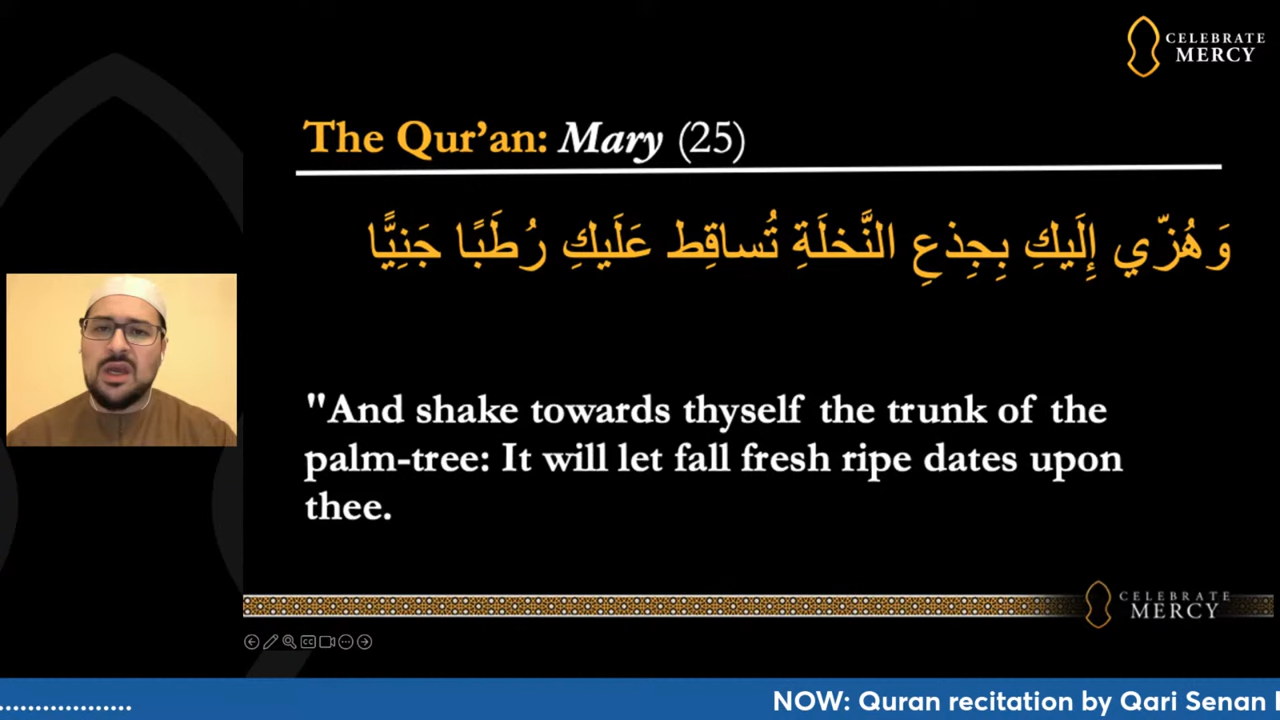 CELEBRATE
MERCY
The Qur’an: Mary (25)
وَهُزّي إِلَيكِ بِجِذعِ النَّخلَةِ تُساقِط عَلَيكِ رُطَبًا جَنِيًّا
"And shake towards thyself the trunk of the
palm-tree: It will let fall fresh ripe dates upon
thee.
CELEBRATE
MERCY
.................. NOW: Quran recitation by Qari Senan